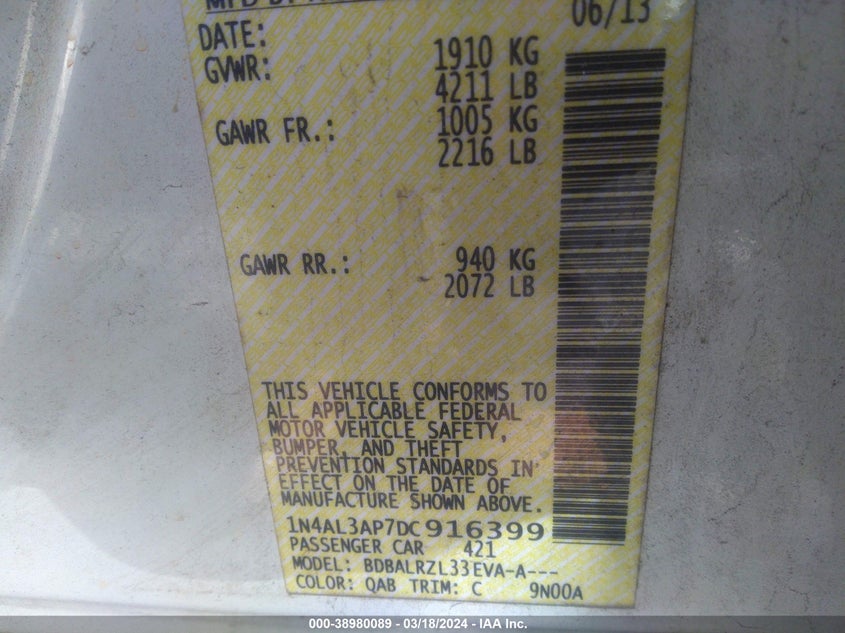 06/13
DATE:
GVWR: 1910 KG
4211 LB
GAWR FR.: 1005 KG
2216 LB
GAWR RR.: 940 KG
2072 LB
THIS VEHICLE CONFORMS TO
ALL APPLICABLE FEDERAL
MOTOR VEHICLE SAFETY,
BUMPER, AND THEFT
PREVENTION STANDARDS IN
EFFECT ON THE DATE OF
MANUFACTURE SHOWN ABOVE.
1N4AL3AP7DC916399
PASSENGER CAR 421
MODEL: BDBALRZL33EVA-A---
COLOR: QAB TRIM: C 9N00A
000-38980089 - 03/18/2024 - IAA Inc.